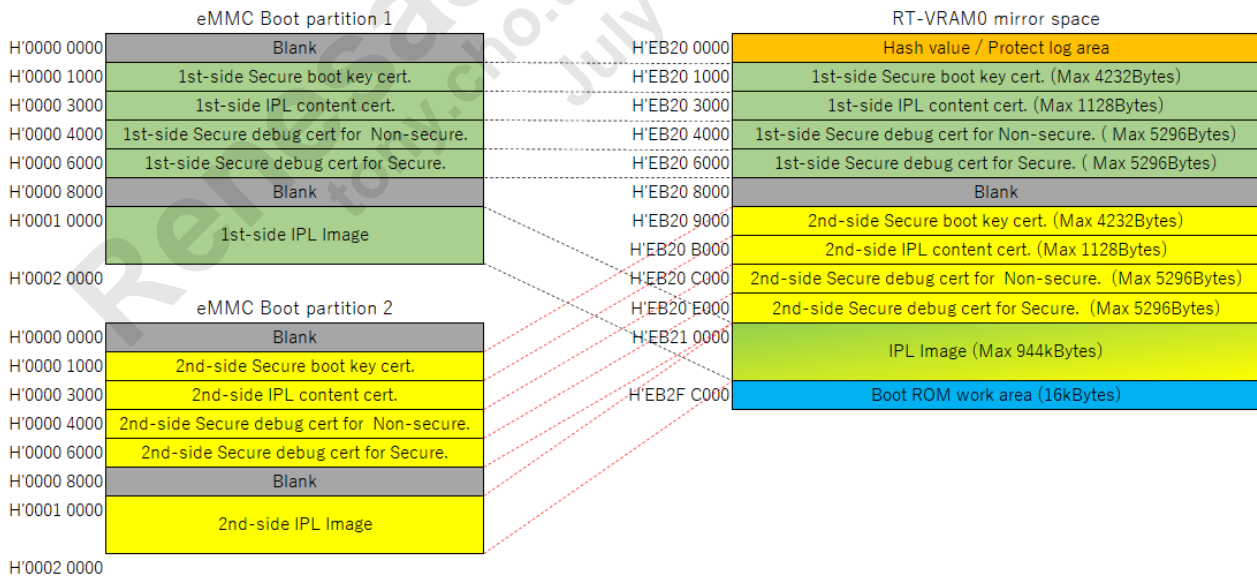 eMMC Boot partition 1
H'0000 0000
Blank
H'0000 1000
1st-side Secure boot key cert.
H'0000 3000
1st-side IPL content cert.
H'0000 4000
1st-side Secure debug cert for Non-secure.
H'0000 6000
1st-side Secure debug cert for Secure.
H'0000 8000
Blank
H'0001 0000
1st-side IPL Image
H'0002 0000
eMMC Boot partition 2
H'0000 0000
Blank
H'0000 1000
2nd-side Secure boot key cert.
H'0000 3000
2nd-side IPL content cert.
H'0000 4000
2nd-side Secure debug cert for Non-secure.
H'0000 6000
2nd-side Secure debug cert for Secure.
H'0000 8000
Blank
H'0001 0000
2nd-side IPL Image
H'0002 0000
RT-VRAM0 mirror space
H'EB20 0000
Hash value / Protect log area
H'EB20 1000
1st-side Secure boot key cert. (Max 4232Bytes)
H'EB20 3000
1st-side IPL content cert. (Max 1128Bytes)
H'EB20 4000
1st-side Secure debug cert for Non-secure. ( Max 5296Bytes)
H'EB20 6000
1st-side Secure debug cert for Secure. ( Max 5296Bytes)
H'EB20 8000
Blank
H'EB20 9000
2nd-side Secure boot key cert. (Max 4232Bytes)
H'EB20 B000
2nd-side IPL content cert. (Max 1128Bytes)
H'EB20 C000
2nd-side Secure debug cert for Non-secure. (Max 5296Bytes)
H'EB20 E000
2nd-side Secure debug cert for Secure. (Max 5296Bytes)
H'EB21 0000
IPL Image (Max 944kBytes)
H'EB2F C000
Boot ROM work area (16kBytes)
July